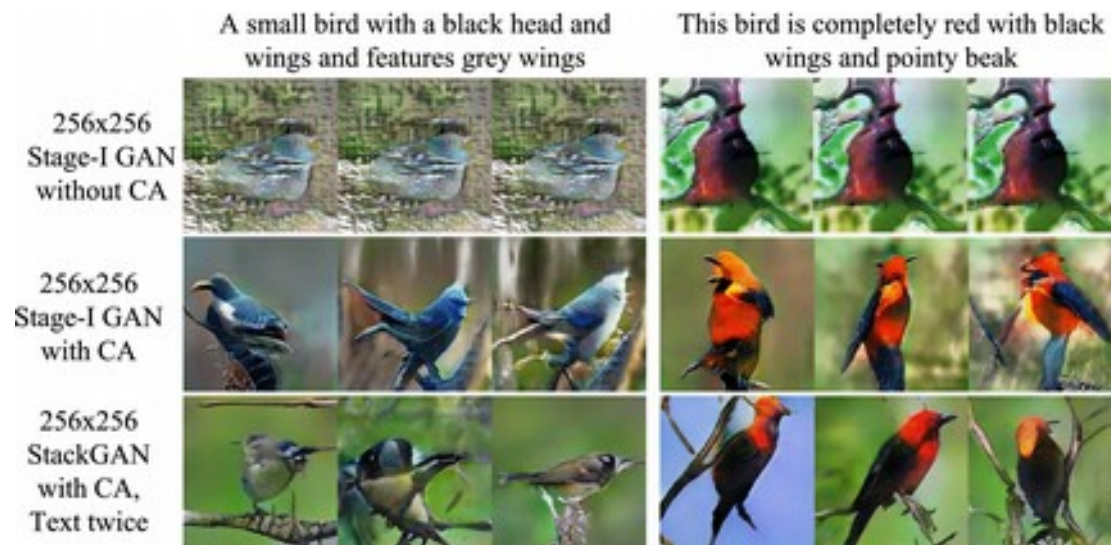 A small bird with a black head and
wings and features grey wings
This bird is completely red with black
wings and pointy beak
256x256
Stage-I GAN
without CA
256x256
Stage-I GAN
with CA
256x256
StackGAN
with CA,
Text twice